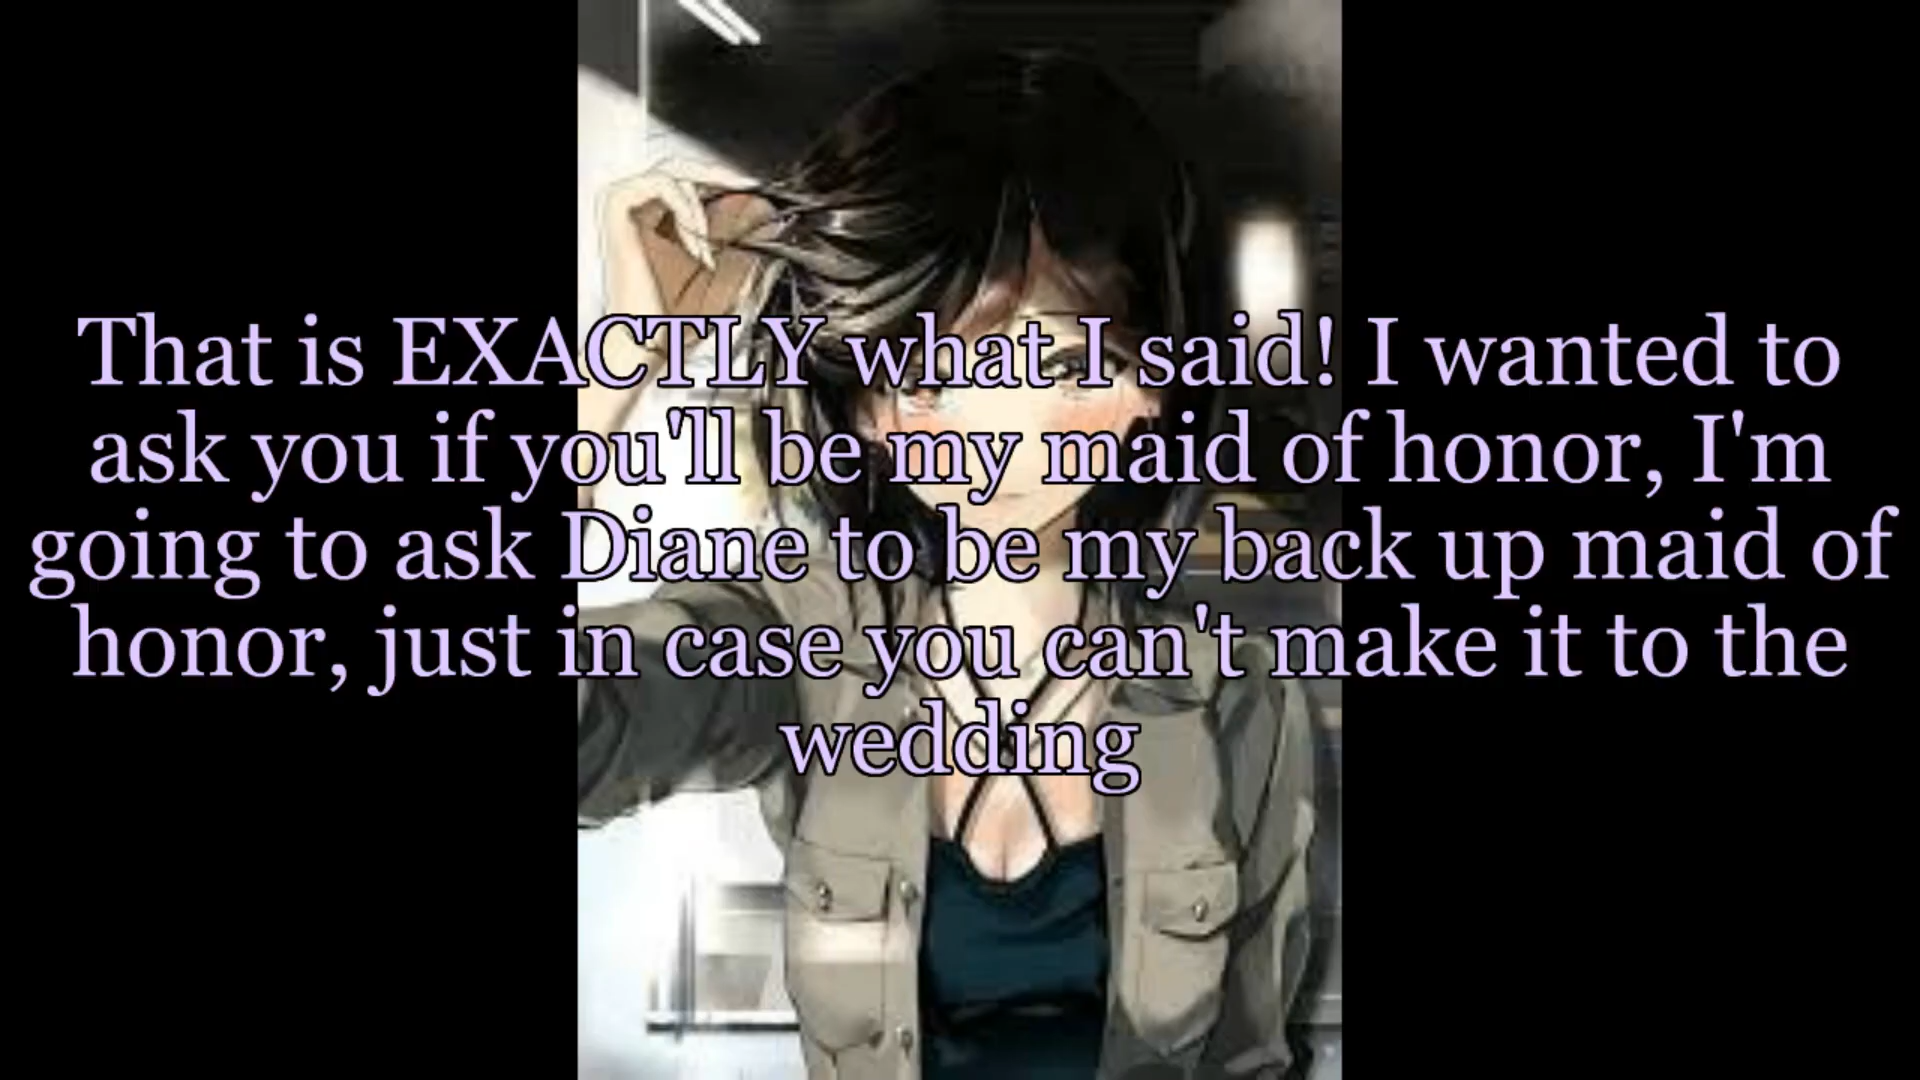 That is EXACTLY what I said! I wanted to
ask you if you'll be my maid of honor, I'm
going to ask Diane to be my back up maid of
honor, just in case you can't make it to the
wedding